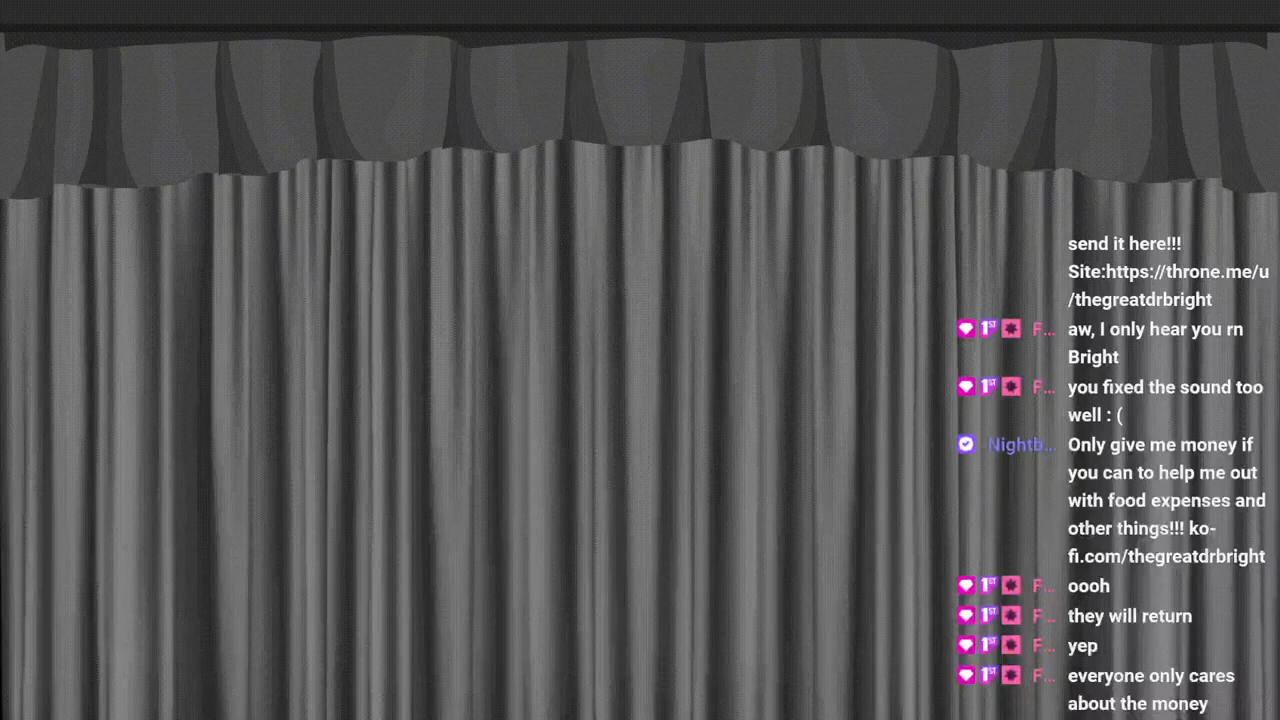 send it here!!!
Site:https://throne.me/u
/thegreatdrbright
F... aw, I only hear you rn
Bright
F... you fixed the sound too
well : (
Nightb... Only give me money if
you can to help me out
with food expenses and
other things!!! ko-
fi.com/thegreatdrbright
F... oooh
F... they will return
F... yep
F... everyone only cares
about the money